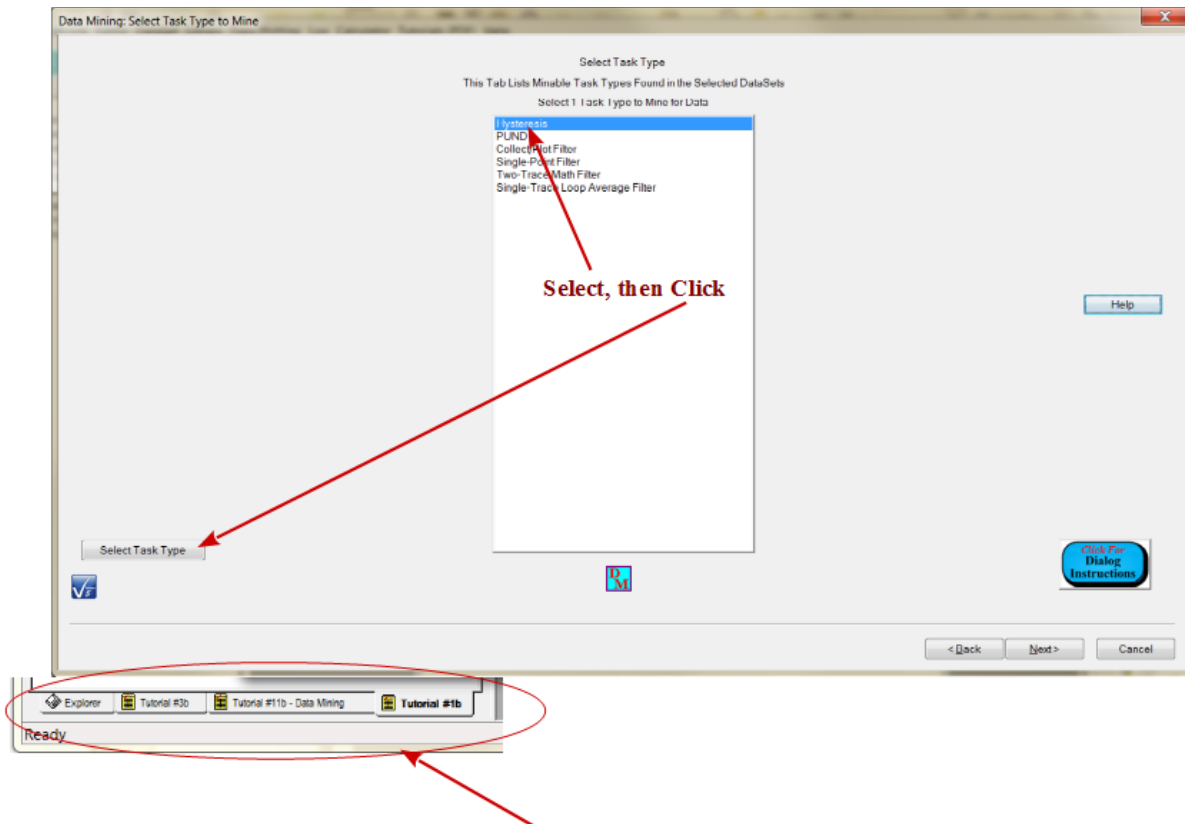 Data Mining: Select Task Type to Mine
X
Select Task Type
This Tab Lists Minable Task Types Found in the Selected DataSets
Select 1 Task Type to Mine for Data
Hysteresis
PUND
Collect/Plot Filter
Single-Point Filter
Two-Trace Math Filter
Single-Trace Loop Average Filter
Select, then Click
Help
Select Task Type
Click For
Dialog
Instructions
DM
< Back Next > Cancel
Explorer Tutorial #3b Tutorial #11b - Data Mining Tutorial #1b
Ready